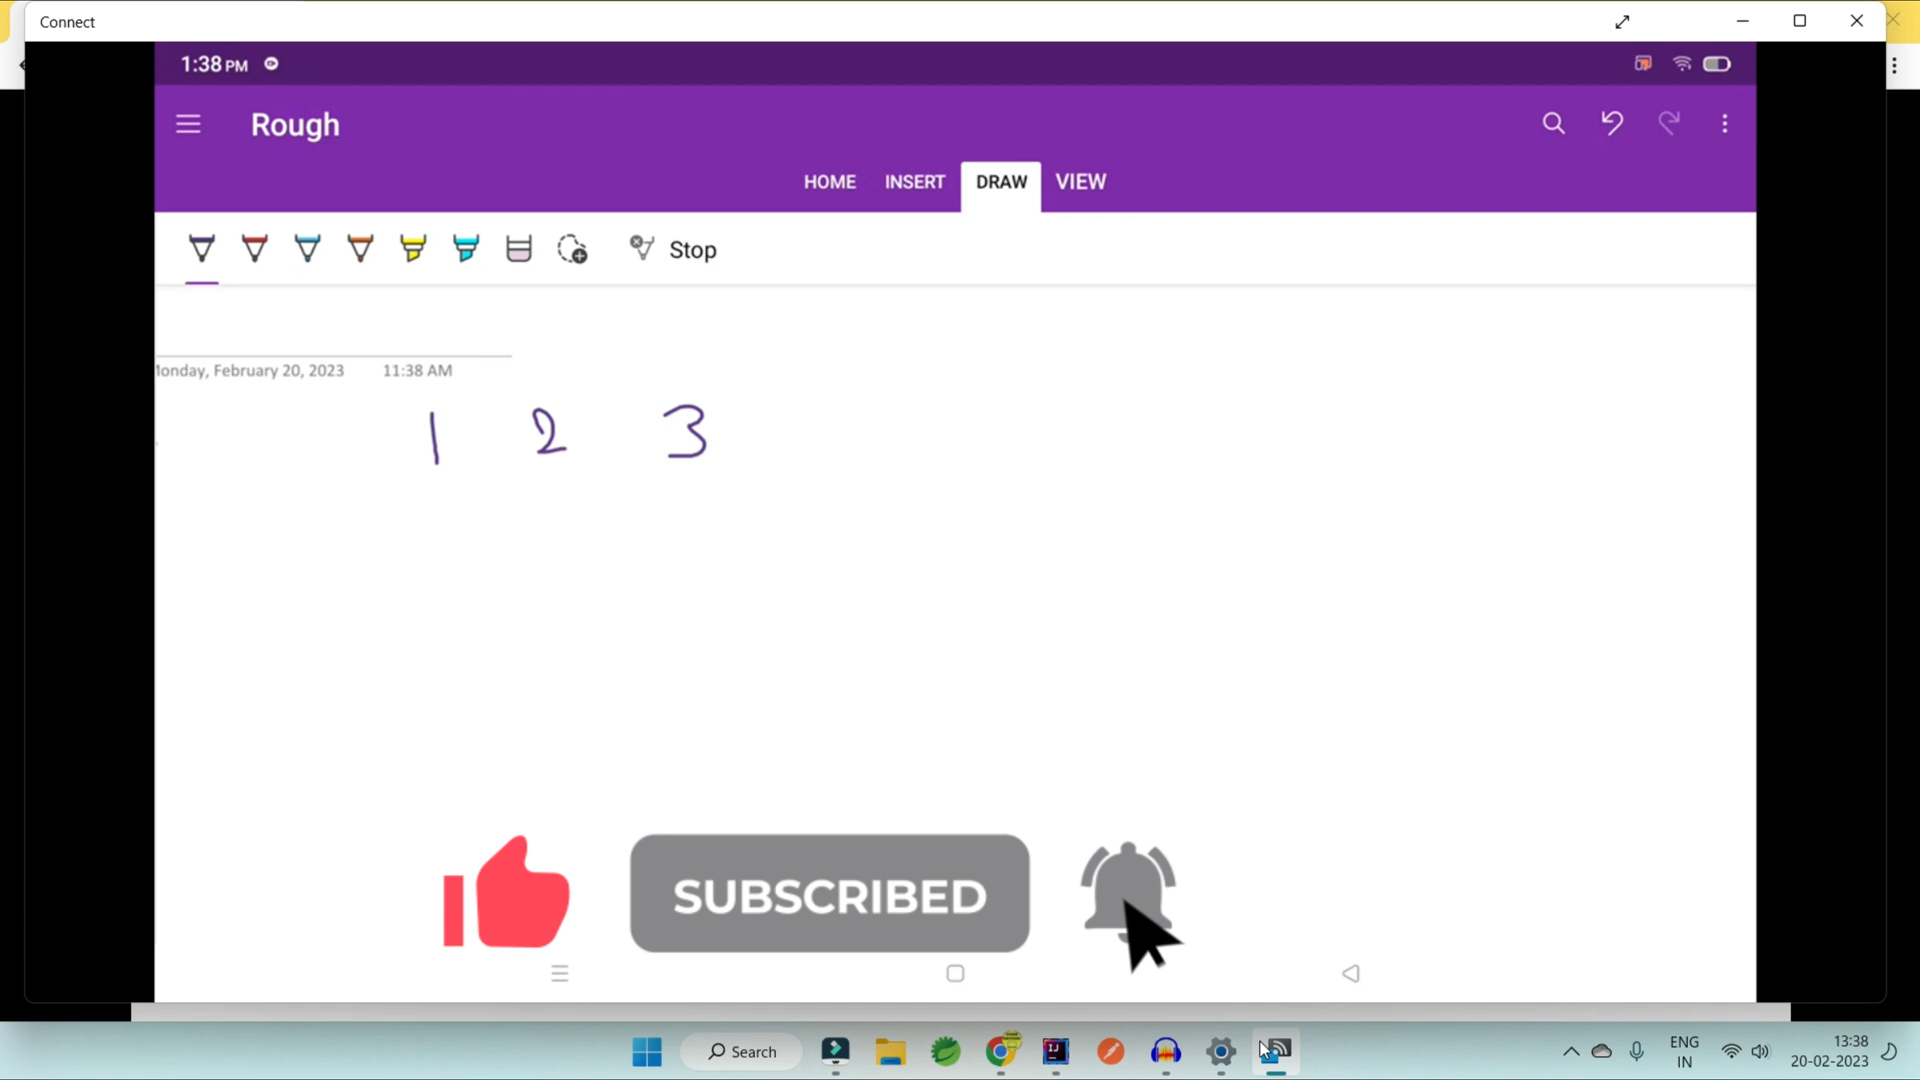 Connect
1:38 PM
Rough
HOME INSERT DRAW VIEW
Stop
Monday, February 20, 2023 11:38 AM
1 2 3
SUBSCRIBED
Search
ENG
IN
13:38
20-02-2023